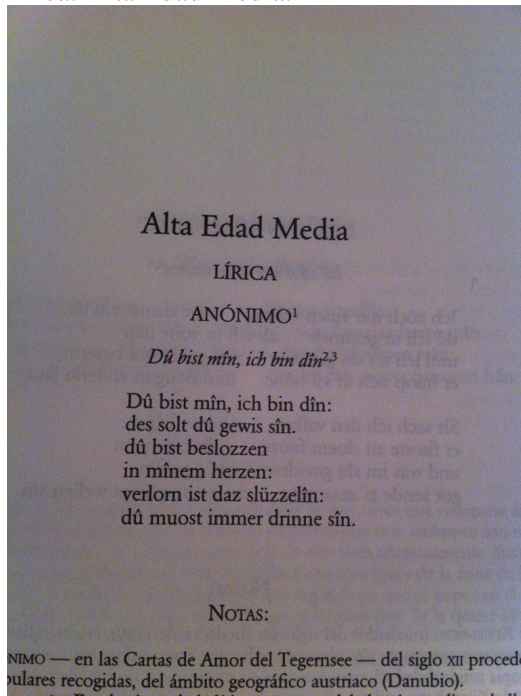 Alta Edad Media
LÍRICA
ANÓNIMO¹
Dû bist mîn, ich bin dîn²,³
Dû bist mîn, ich bin dîn:
des solt dû gewis sîn.
dû bist beslozzen
in mînem herzen:
verlorn ist daz slüzzelîn:
dû muost immer drinne sîn.
NOTAS:
NIMO — en las Cartas de Amor del Tegernsee — del siglo XII procede
pulares recogidas, del ámbito geográfico austriaco (Danubio).